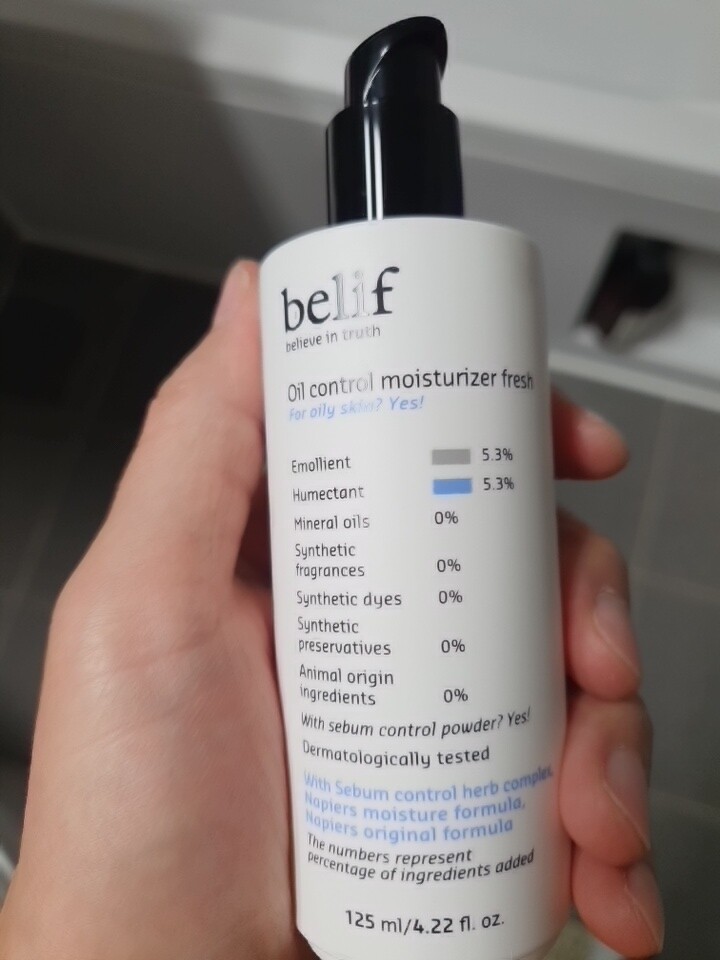 belif
believe in truth
Oil control moisturizer fresh
For oily skin? Yes!
Emollient 5.3%
Humectant 5.3%
Mineral oils 0%
Synthetic
fragrances 0%
Synthetic dyes 0%
Synthetic
preservatives 0%
Animal origin
ingredients 0%
With sebum control powder? Yes!
Dermatologically tested
With Sebum control herb complex,
Napiers moisture formula,
Napiers original formula
The numbers represent
percentage of ingredients added
125 ml/4.22 fl. oz.